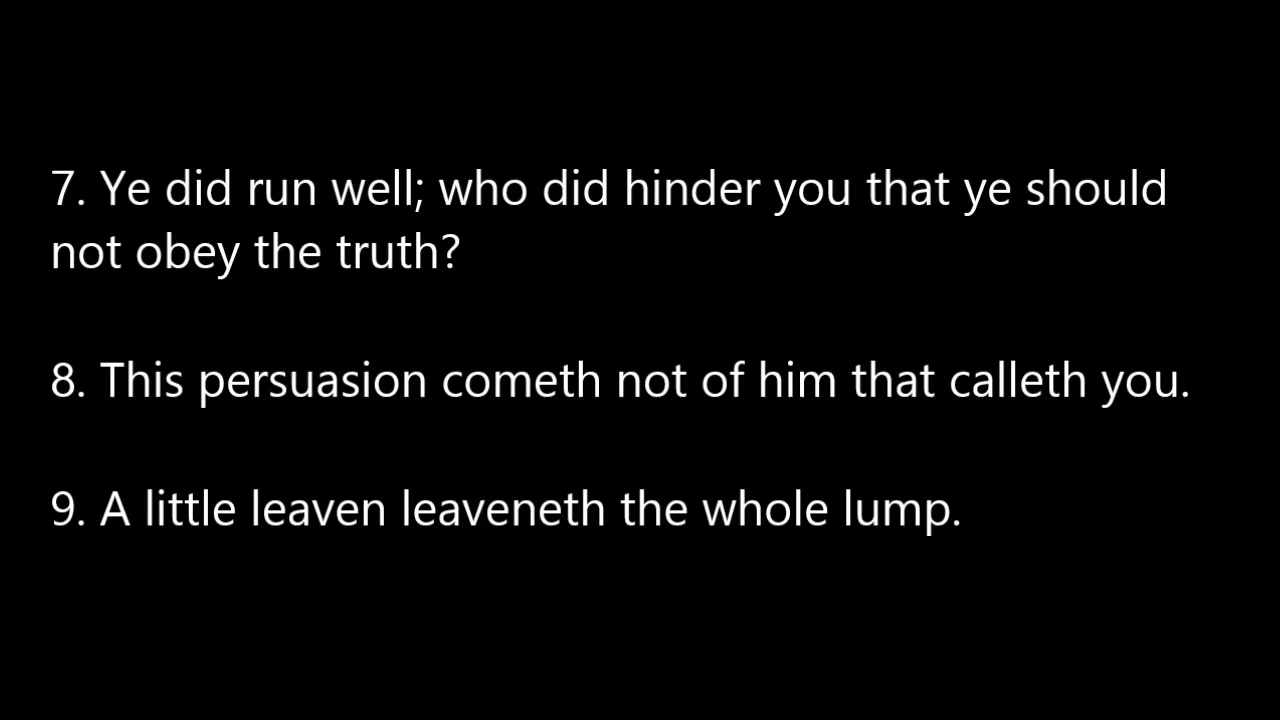 7. Ye did run well; who did hinder you that ye should
not obey the truth?
8. This persuasion cometh not of him that calleth you.
9. A little leaven leaveneth the whole lump.